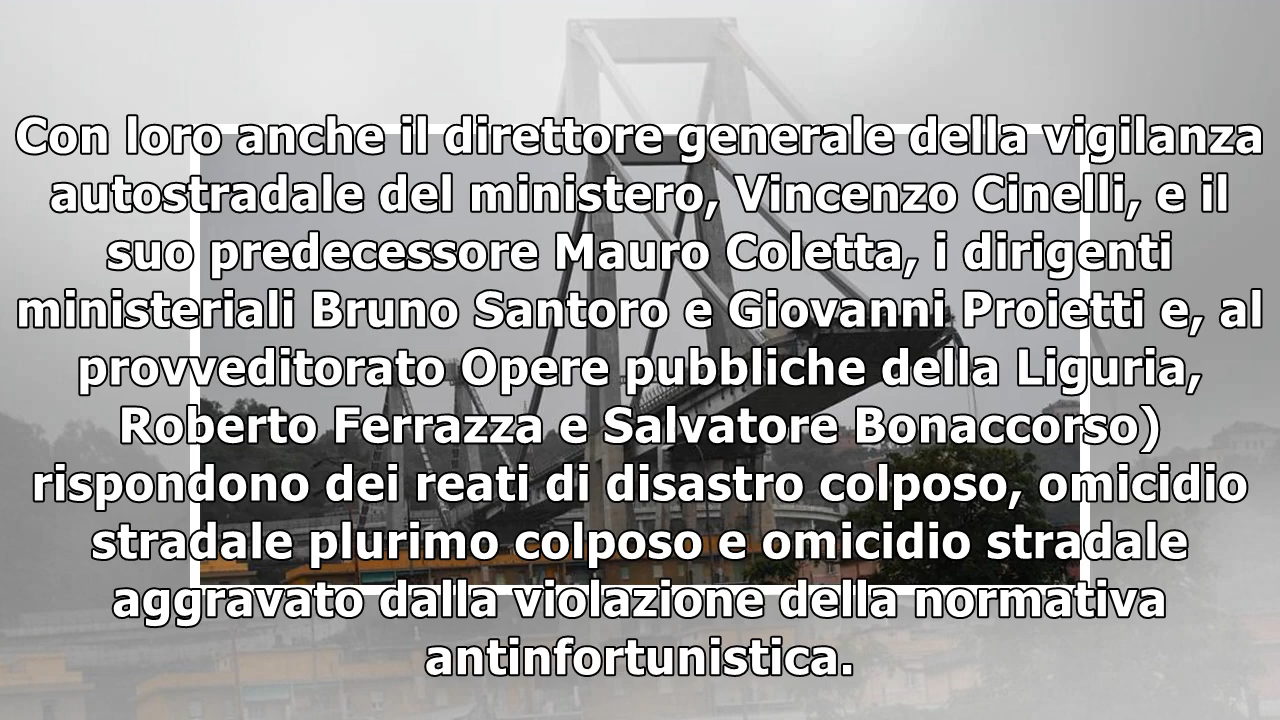 Con loro anche il direttore generale della vigilanza
autostradale del ministero, Vincenzo Cinelli, e il
suo predecessore Mauro Coletta, i dirigenti
ministeriali Bruno Santoro e Giovanni Proietti e, al
provveditorato Opere pubbliche della Liguria,
Roberto Ferrazza e Salvatore Bonaccorso)
rispondono dei reati di disastro colposo, omicidio
stradale plurimo colposo e omicidio stradale
aggravato dalla violazione della normativa
antinfortunistica.